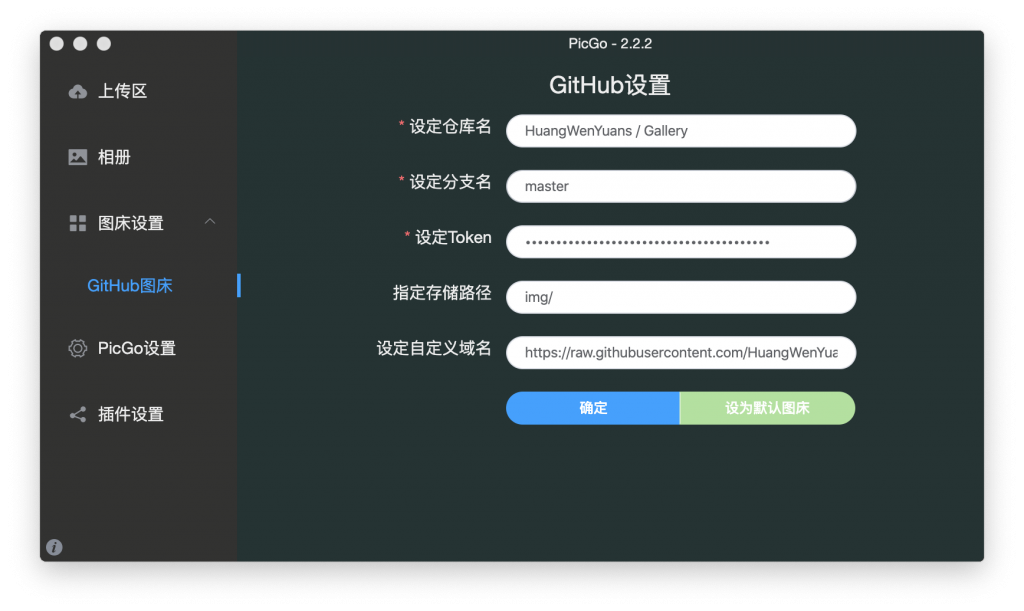 PicGo - 2.2.2
上传区
相册
图床设置
GitHub图床
PicGo设置
插件设置
GitHub设置
* 设定仓库名 HuangWenYuans / Gallery
* 设定分支名 master
* 设定Token ••••••••••••••••••••••••••••••••••••••••
指定存储路径 img/
设定自定义域名 https://raw.githubusercontent.com/HuangWenYua
确定 设为默认图床